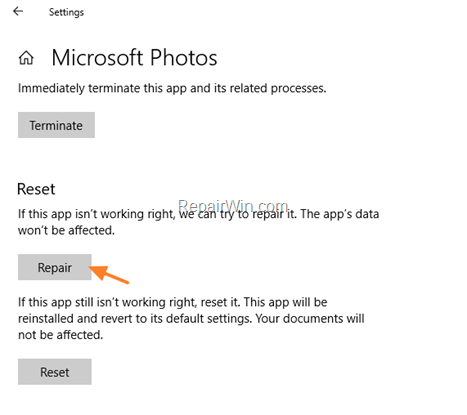 Settings
Microsoft Photos
Immediately terminate this app and its related processes.
Terminate
Reset
RepairWin.com
If this app isn’t working right, we can try to repair it. The app’s data
won’t be affected.
Repair
If this app still isn’t working right, reset it. This app will be
reinstalled and revert to its default settings. Your documents will
not be affected.
Reset